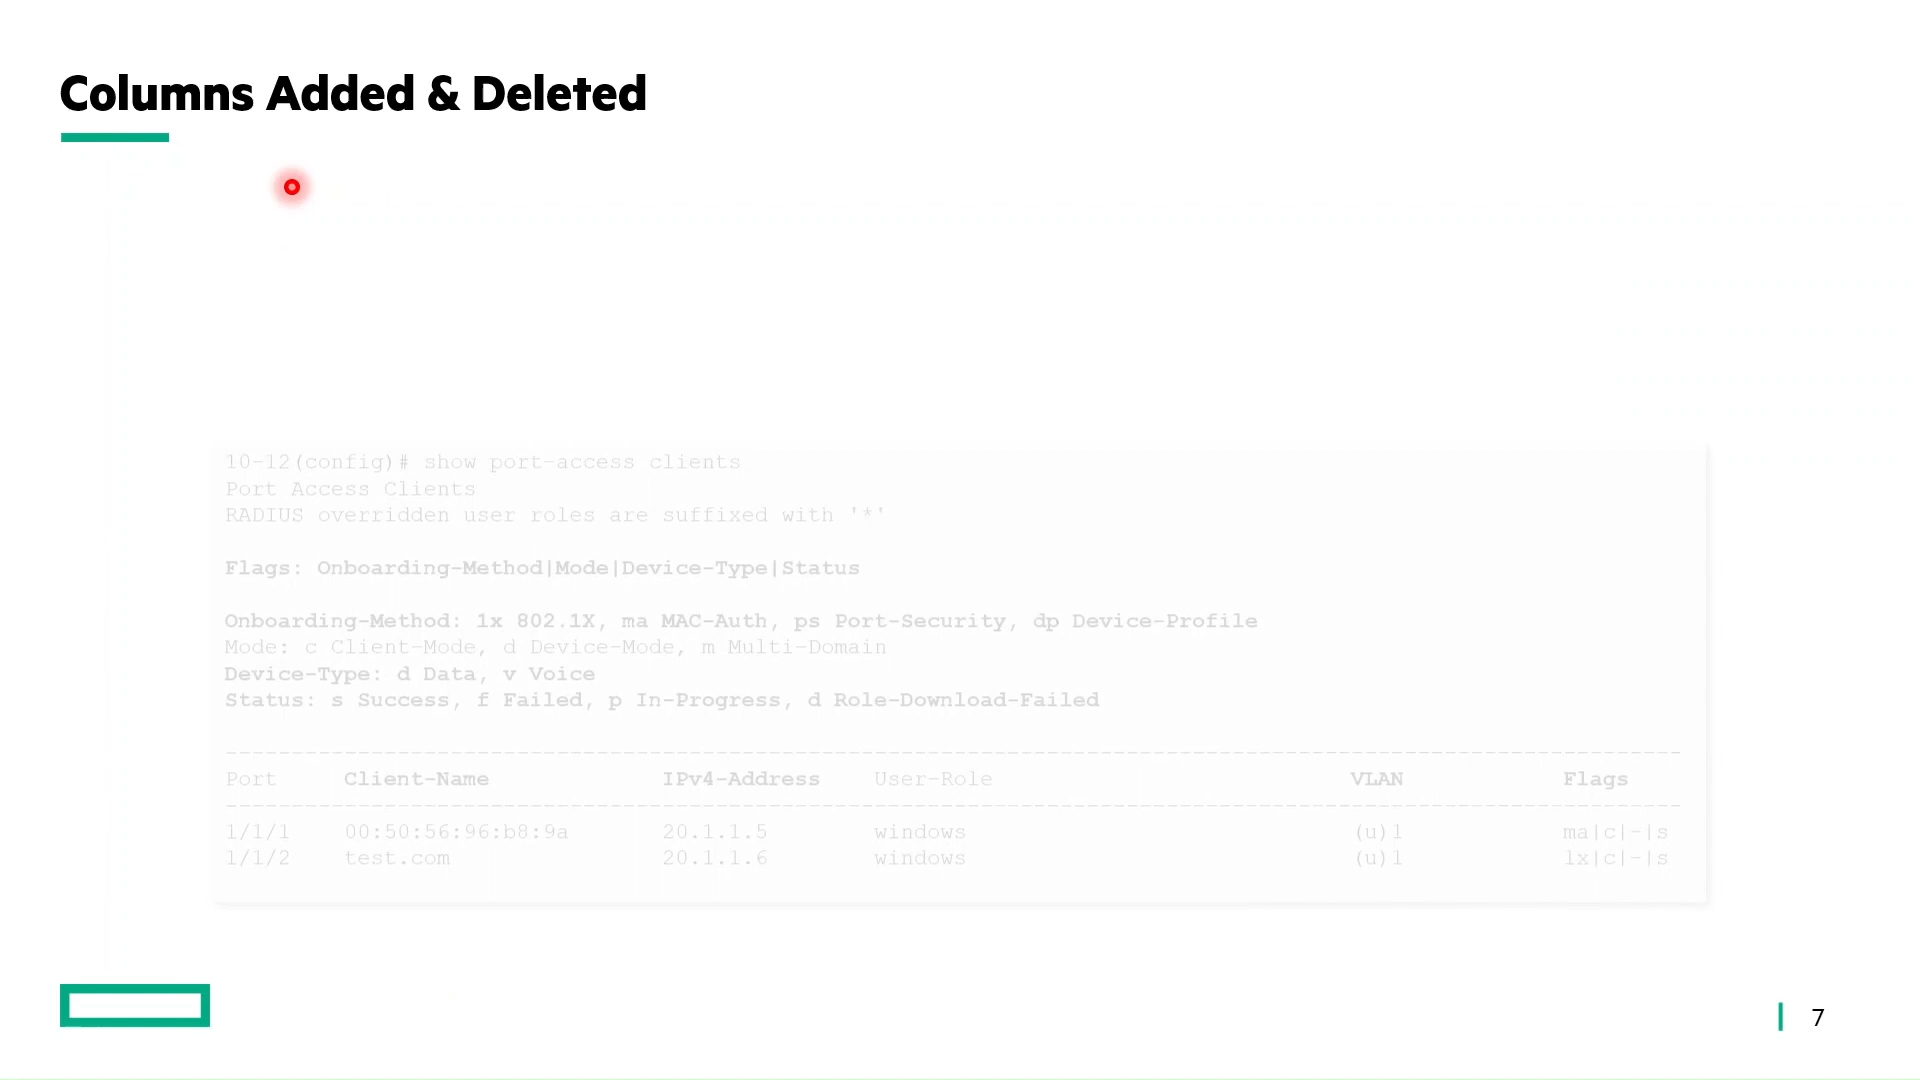 Columns Added & Deleted
10-12(config)# show port-access clients
Port Access Clients
RADIUS overridden user roles are suffixed with '*'
Flags: Onboarding-Method|Mode|Device-Type|Status
Onboarding-Method: 1x 802.1X, ma MAC-Auth, ps Port-Security, dp Device-Profile
Mode: c Client-Mode, d Device-Mode, m Multi-Domain
Device-Type: d Data, v Voice
Status: s Success, f Failed, p In-Progress, d Role-Download-Failed
--------------------------------------------------------------------------------------------------------------
Port Client-Name IPv4-Address User-Role VLAN Flags
--------------------------------------------------------------------------------------------------------------
1/1/1 00:50:56:96:b8:9a 20.1.1.5 windows (u)1 ma|c|-|s
1/1/2 test.com 20.1.1.6 windows (u)1 1x|c|-|s
7